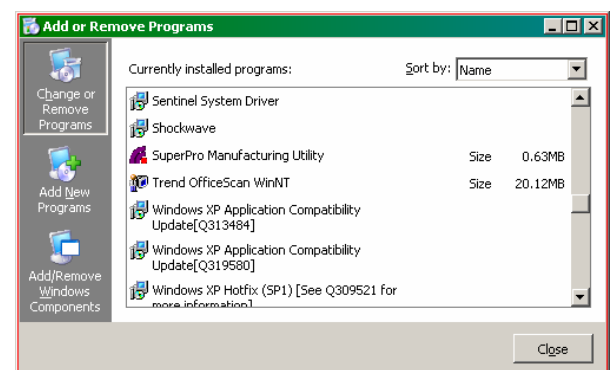 Add or Remove Programs
Change or
Remove
Programs
Add New
Programs
Add/Remove
Windows
Components
Currently installed programs:
Sort by: Name
Sentinel System Driver
Shockwave
SuperPro Manufacturing Utility Size 0.63MB
Trend OfficeScan WinNT Size 20.12MB
Windows XP Application Compatibility
Update[Q313484]
Windows XP Application Compatibility
Update[Q319580]
Windows XP Hotfix (SP1) [See Q309521 for
more information]
Close